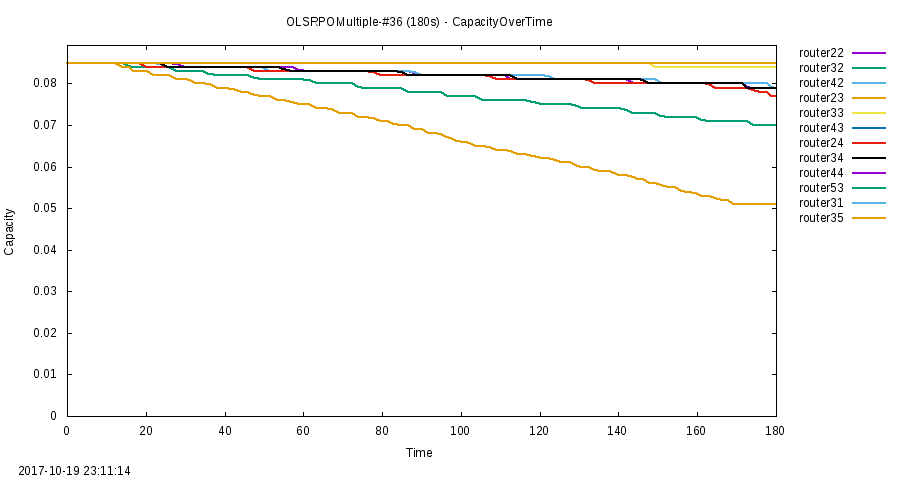 OLSRPOMultiple-#36 (180s) - CapacityOverTime
router22
router32
router42
router23
router33
router43
router24
router34
router44
router53
router31
router35
0.08
0.07
0.06
0.05
0.04
0.03
0.02
0.01
0
Capacity
0 20 40 60 80 100 120 140 160 180
Time
2017-10-19 23:11:14